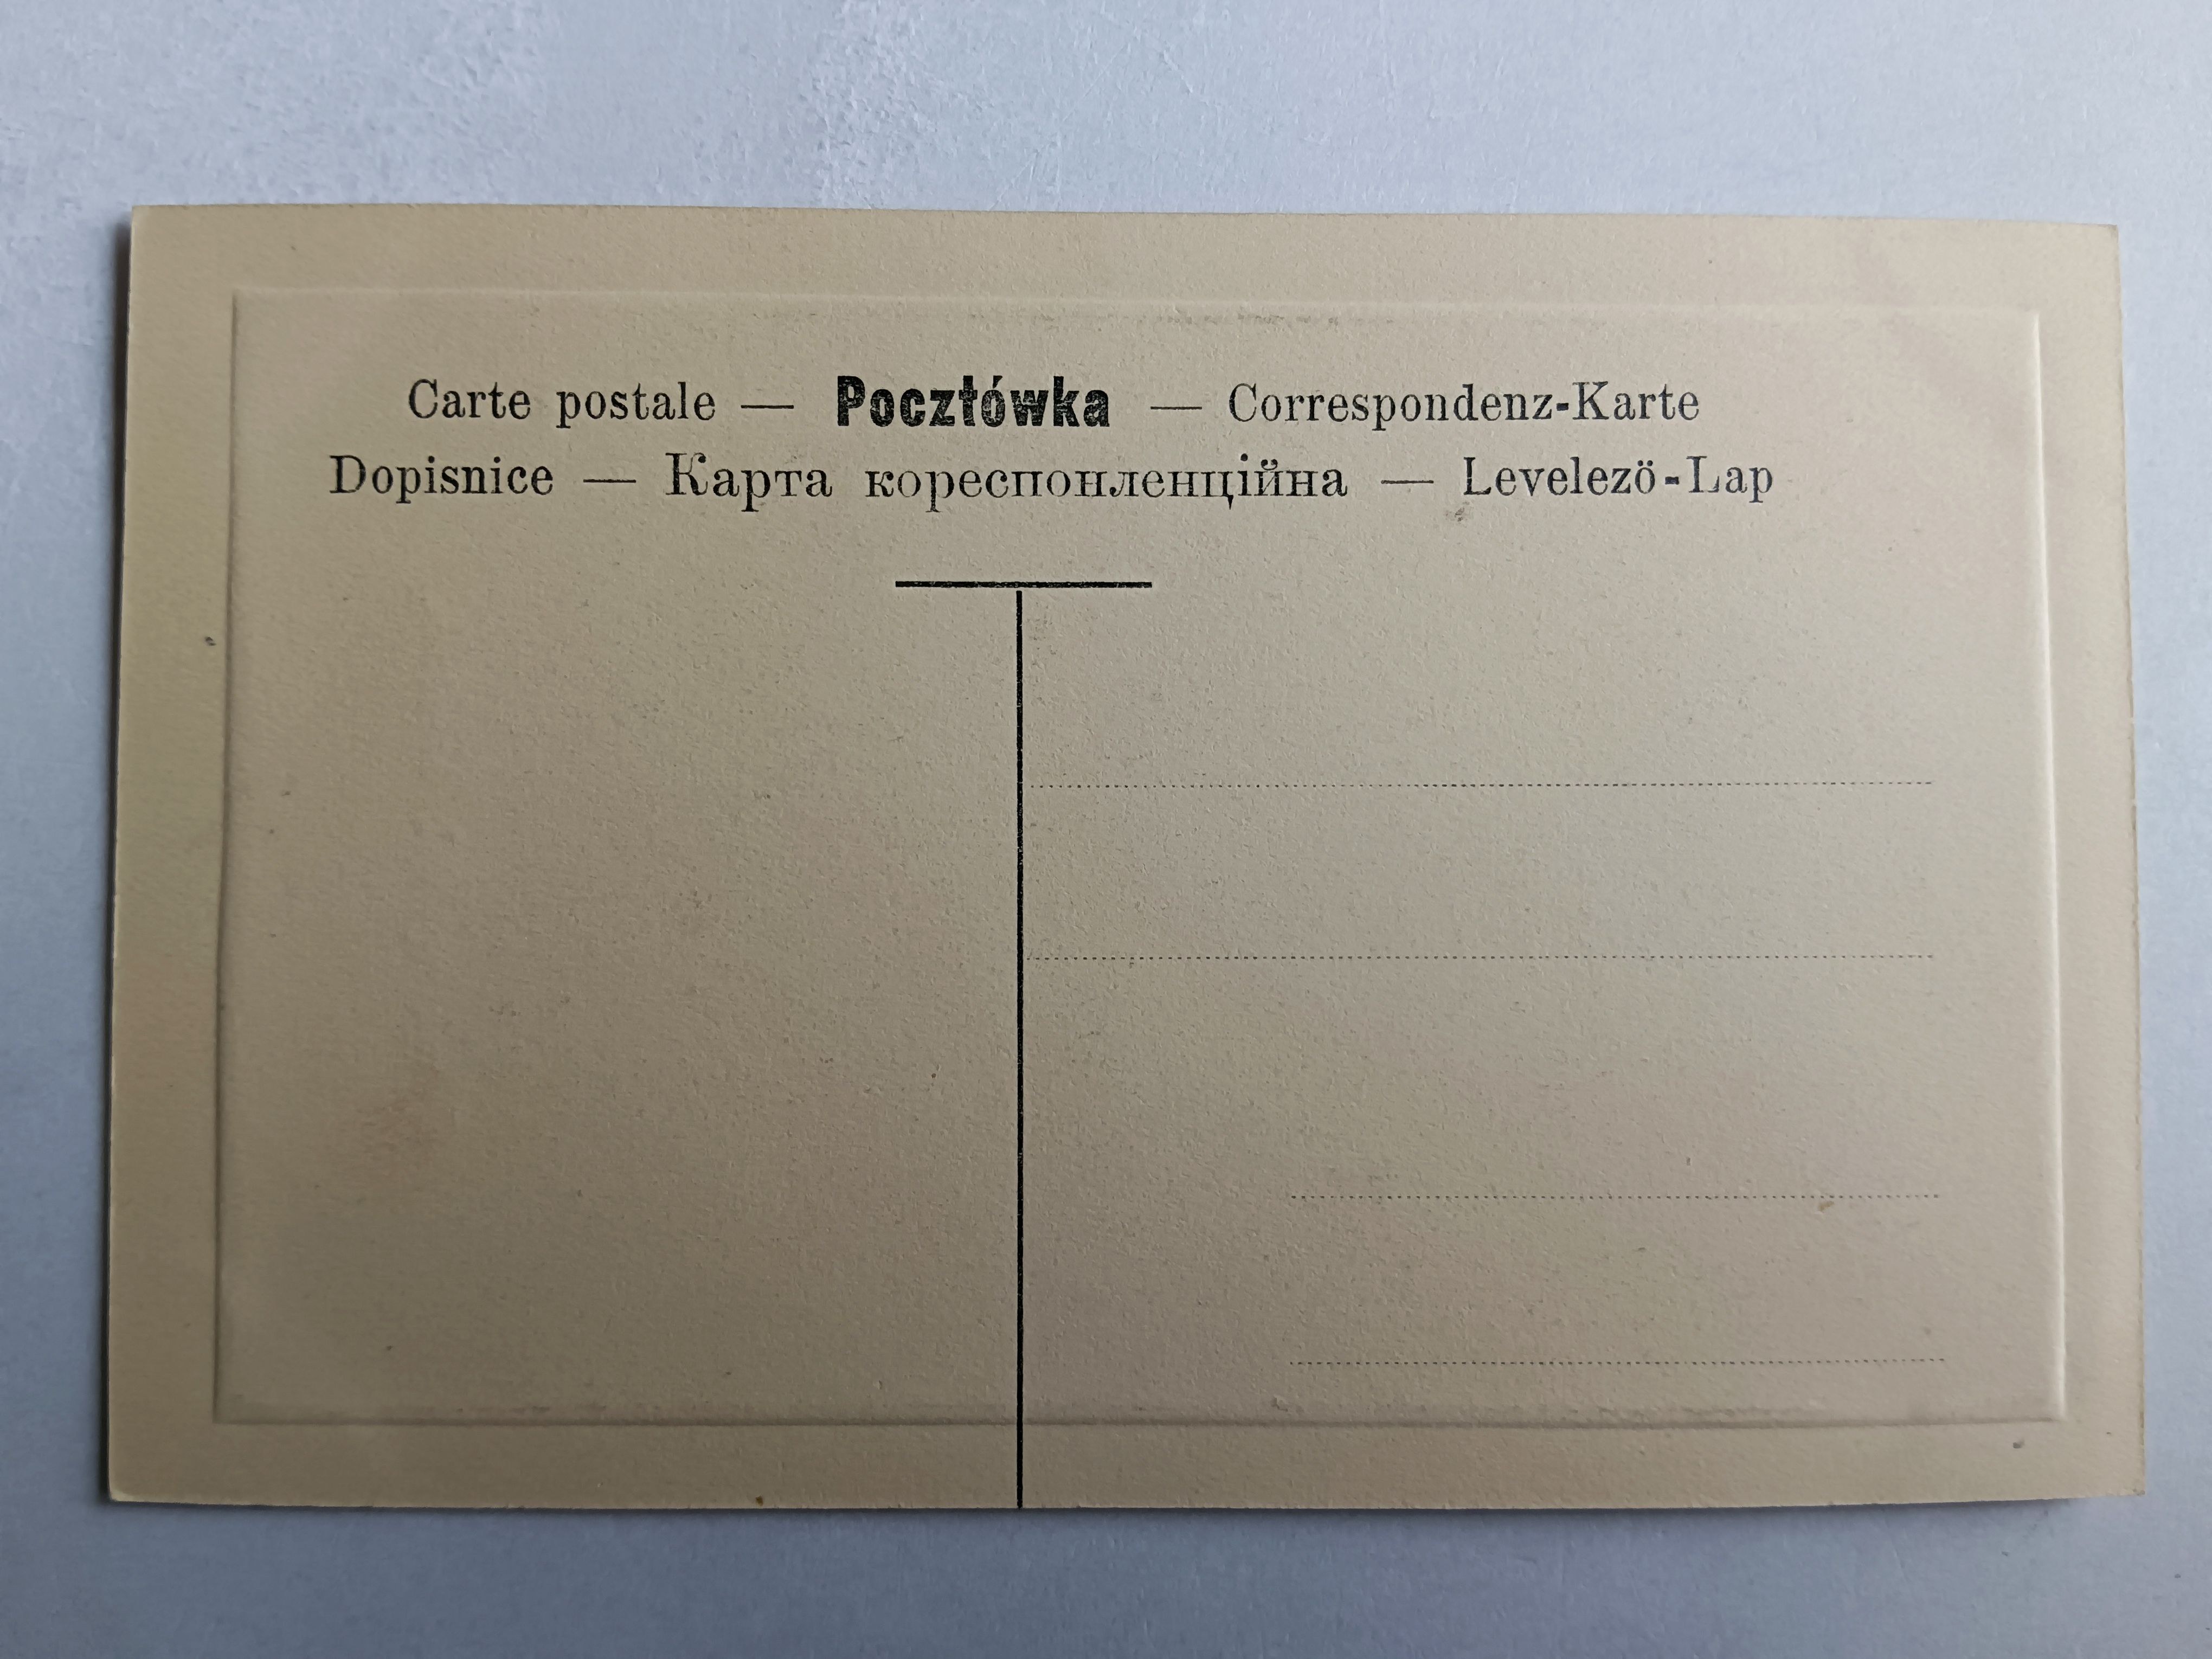 Carte postale — Pocztówka — Correspondenz-Karte
Dopisnice — Карта кореспонленційна — Levelezö-Lap